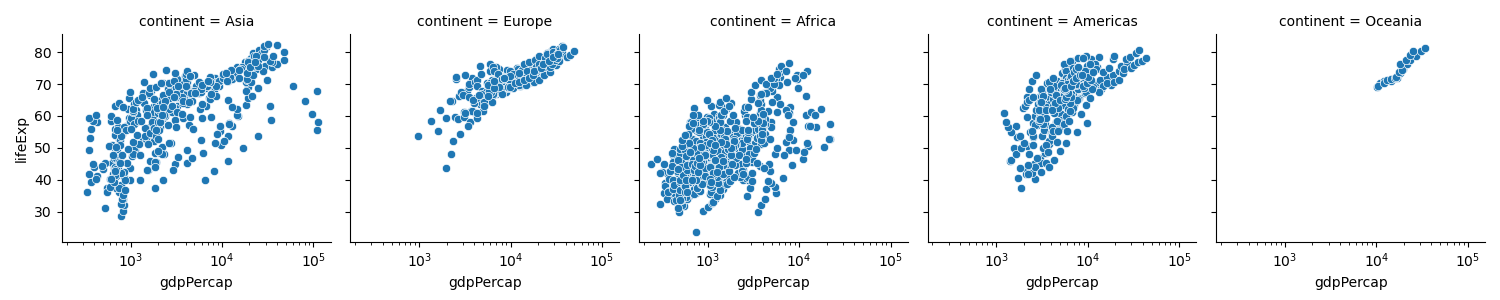 continent = Asia continent = Europe continent = Africa continent = Americas continent = Oceania
80
70
60
50
40
30
lifeExp
10³ 10⁴ 10⁵ 10³ 10⁴ 10⁵ 10³ 10⁴ 10⁵ 10³ 10⁴ 10⁵ 10³ 10⁴ 10⁵
gdpPercap gdpPercap gdpPercap gdpPercap gdpPercap